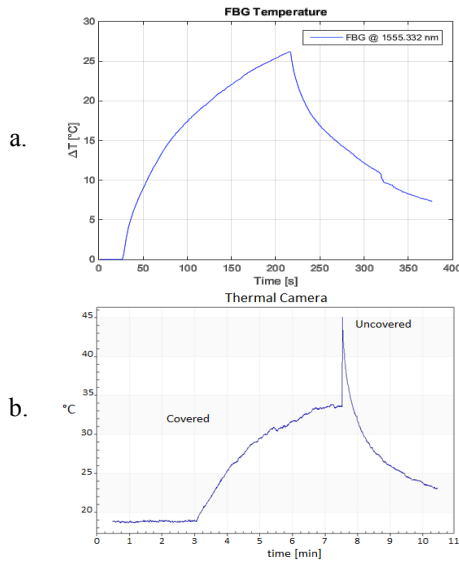 a.
FBG Temperature
FBG @ 1555.332 nm
ΔT [°C]
30
25
20
15
10
5
0
0 50 100 150 200 250 300 350 400
Time [s]
b.
Thermal Camera
Uncovered
Covered
°C
45
40
35
30
25
20
0 1 2 3 4 5 6 7 8 9 10 11
time [min]